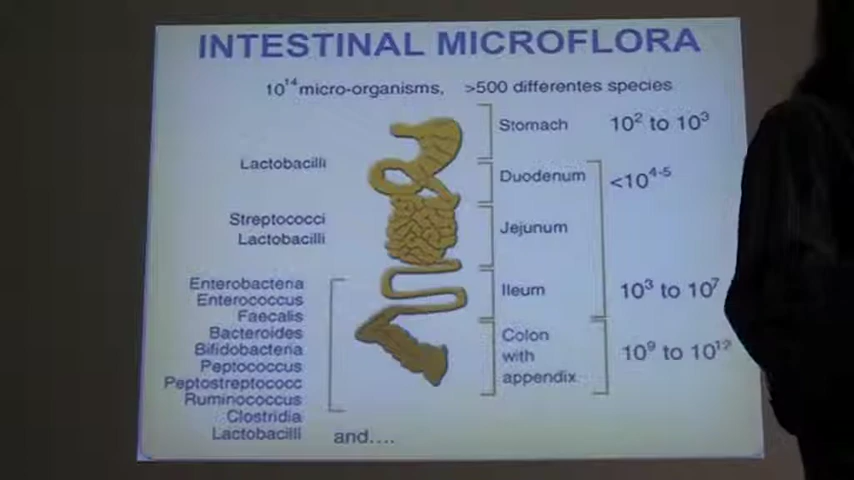 INTESTINAL MICROFLORA
10¹⁴ micro-organisms, >500 differentes species
Stomach 10² to 10³
Lactobacilli
Duodenum <10⁴⁻⁵
Streptococci
Lactobacilli
Jejunum
Enterobacteria
Enterococcus
Faecalis
Bacteroides
Bifidobacteria
Peptococcus
Peptostreptococc
Ruminococcus
Clostridia
Lactobacilli
Ileum 10³ to 10⁷
Colon
with
appendix
10⁹ to 10¹²
and....